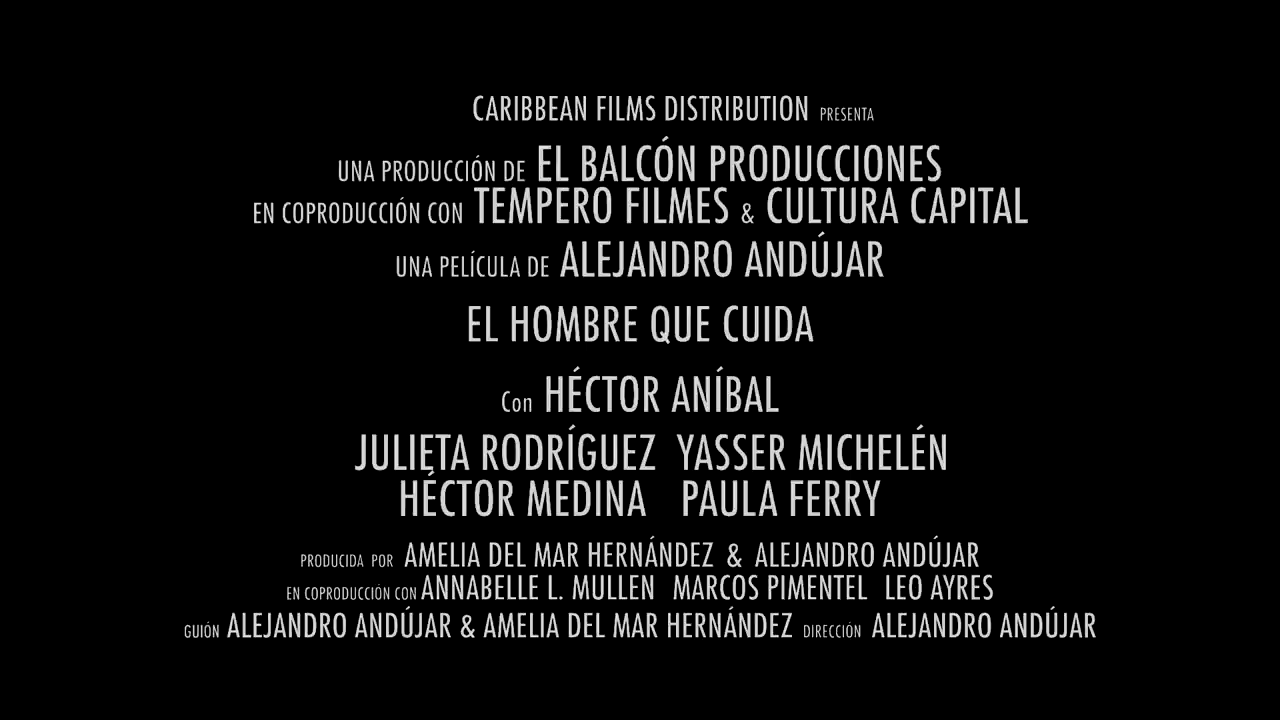 CARIBBEAN FILMS DISTRIBUTION PRESENTA
UNA PRODUCCIÓN DE EL BALCÓN PRODUCCIONES
EN COPRODUCCIÓN CON TEMPERO FILMES & CULTURA CAPITAL
UNA PELÍCULA DE ALEJANDRO ANDÚJAR
EL HOMBRE QUE CUIDA
Con HÉCTOR ANÍBAL
JULIETA RODRÍGUEZ YASSER MICHELÉN
HÉCTOR MEDINA PAULA FERRY
PRODUCIDA POR AMELIA DEL MAR HERNÁNDEZ & ALEJANDRO ANDÚJAR
EN COPRODUCCIÓN CON ANNABELLE L. MULLEN MARCOS PIMENTEL LEO AYRES
GUIÓN ALEJANDRO ANDÚJAR & AMELIA DEL MAR HERNÁNDEZ DIRECCIÓN ALEJANDRO ANDÚJAR